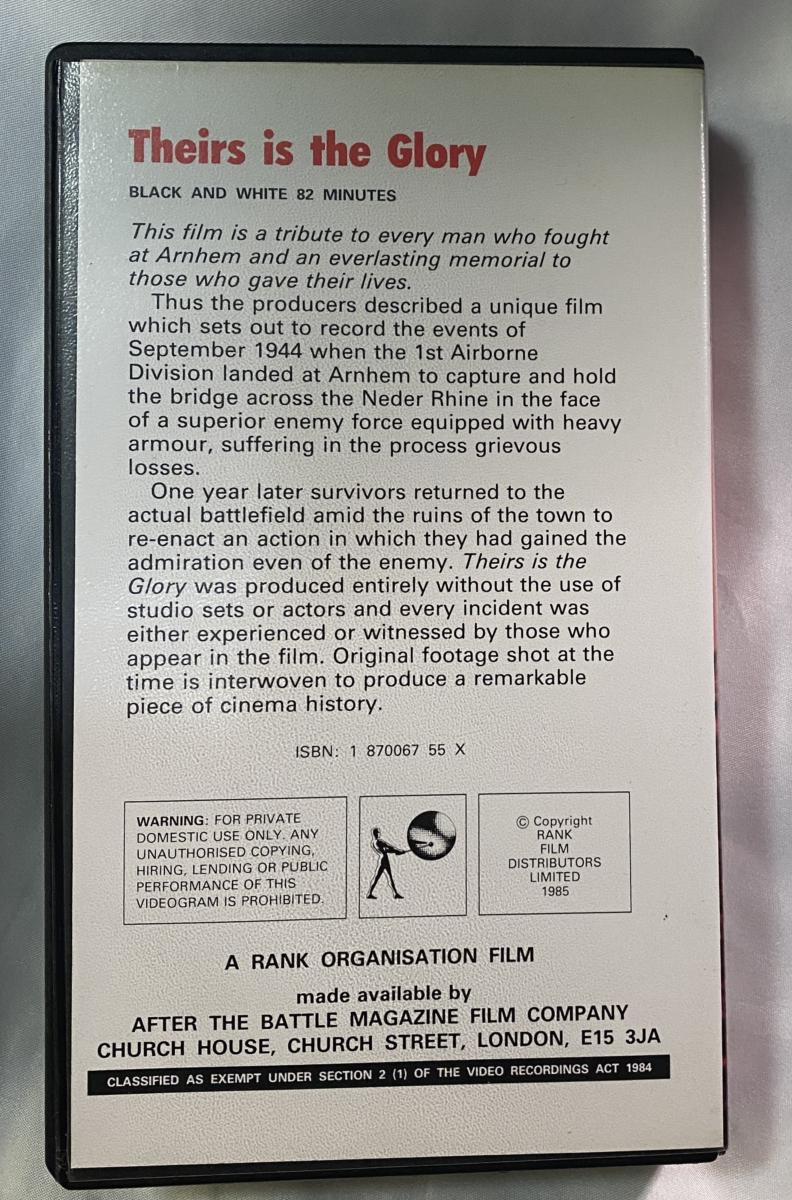 Theirs is the Glory
BLACK AND WHITE 82 MINUTES
This film is a tribute to every man who fought
at Arnhem and an everlasting memorial to
those who gave their lives.
Thus the producers described a unique film
which sets out to record the events of
September 1944 when the 1st Airborne
Division landed at Arnhem to capture and hold
the bridge across the Neder Rhine in the face
of a superior enemy force equipped with heavy
armour, suffering in the process grievous
losses.
One year later survivors returned to the
actual battlefield amid the ruins of the town to
re-enact an action in which they had gained the
admiration even of the enemy. Theirs is the
Glory was produced entirely without the use of
studio sets or actors and every incident was
either experienced or witnessed by those who
appear in the film. Original footage shot at the
time is interwoven to produce a remarkable
piece of cinema history.
ISBN: 1 870067 55 X
WARNING: FOR PRIVATE
DOMESTIC USE ONLY. ANY
UNAUTHORISED COPYING,
HIRING, LENDING OR PUBLIC
PERFORMANCE OF THIS
VIDEOGRAM IS PROHIBITED.
© Copyright
RANK
FILM
DISTRIBUTORS
LIMITED
1985
A RANK ORGANISATION FILM
made available by
AFTER THE BATTLE MAGAZINE FILM COMPANY
CHURCH HOUSE, CHURCH STREET, LONDON, E15 3JA
CLASSIFIED AS EXEMPT UNDER SECTION 2 (1) OF THE VIDEO RECORDINGS ACT 1984